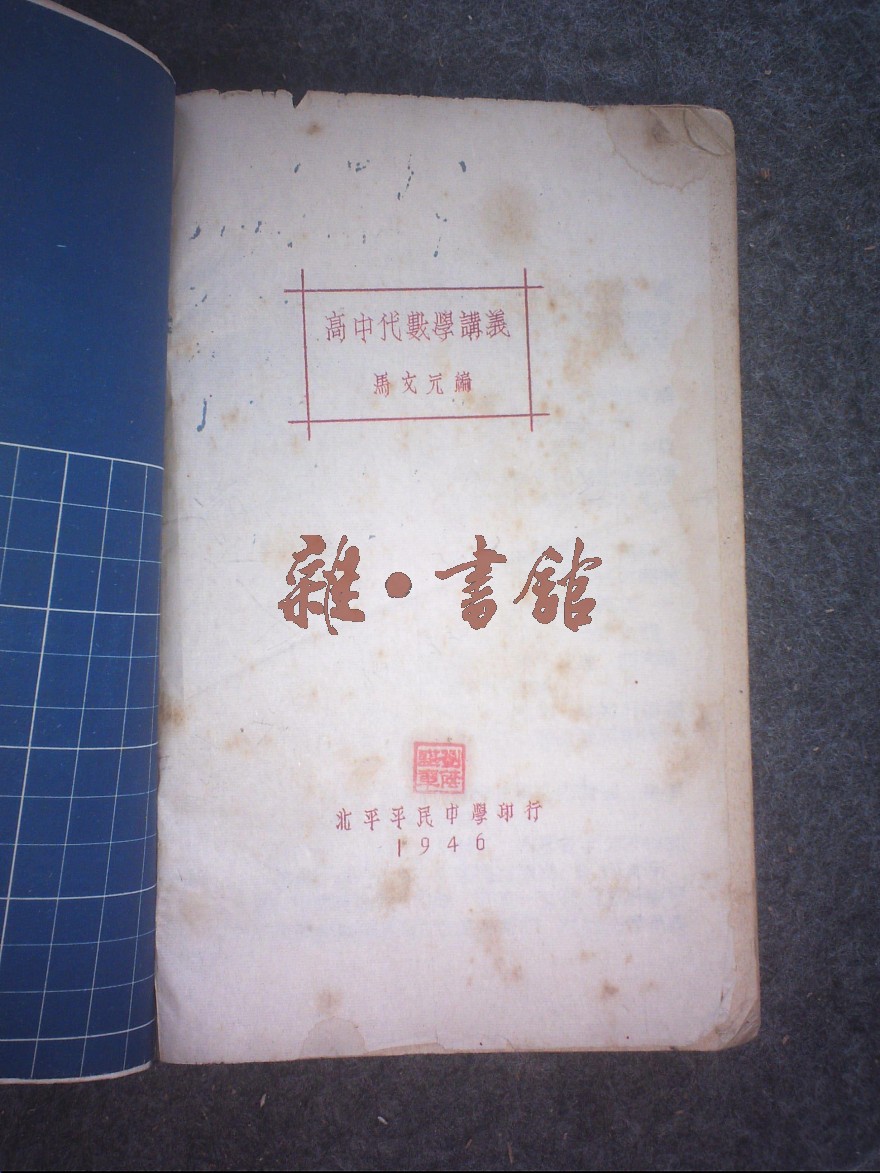 高中代數學講義
馬文元編
雜·書館
北平平民中學印行
1946